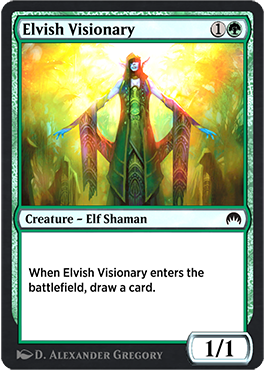 Elvish Visionary 1
Creature ~ Elf Shaman
When Elvish Visionary enters the
battlefield, draw a card.
1/1
D. Alexander Gregory